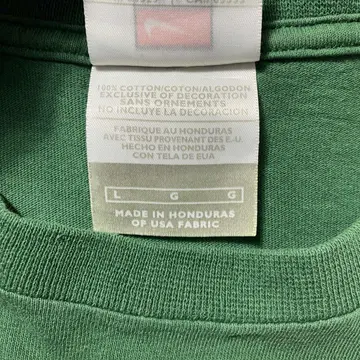 100% COTTON/COTON/ALGODON
EXCLUSIVE OF DECORATION
SANS ORNEMENTS
NO INCLUYE LA DECORACIÓN
FABRIQUE AU HONDURAS
AVEC TISSU PROVENANT DES E.U.
HECHO EN HONDURAS
CON TELA DE EUA
L G G
MADE IN HONDURAS
OF USA FABRIC